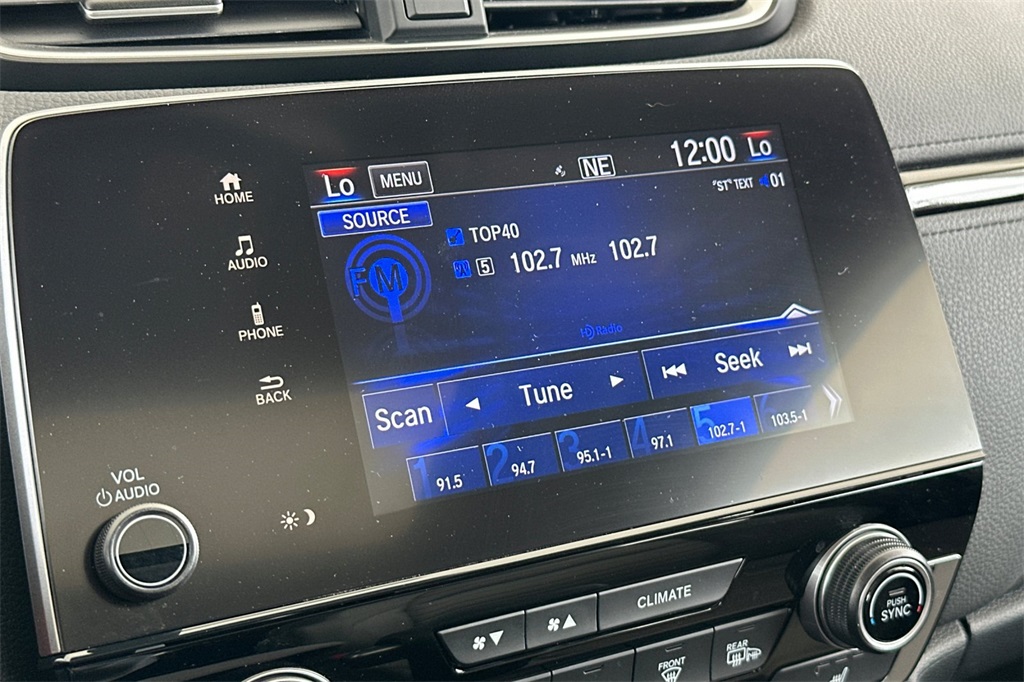 Lo MENU NE 12:00 Lo
SOURCE "ST" TEXT 01
FM TOP40
5 102.7 MHz 102.7
HD Radio
Scan Tune Seek
1 91.5 2 94.7 3 95.1-1 4 97.1 5 102.7-1 6 103.5-1
HOME
AUDIO
PHONE
BACK
VOL
AUDIO
CLIMATE
PUSH
SYNC
FRONT
REAR